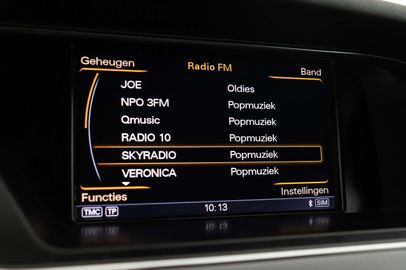 Geheugen Radio FM Band
JOE Oldies
NPO 3FM Popmuziek
Qmusic Popmuziek
RADIO 10 Popmuziek
SKYRADIO Popmuziek
VERONICA Popmuziek
Functies Instellingen
TMC TP 10:13 SIM